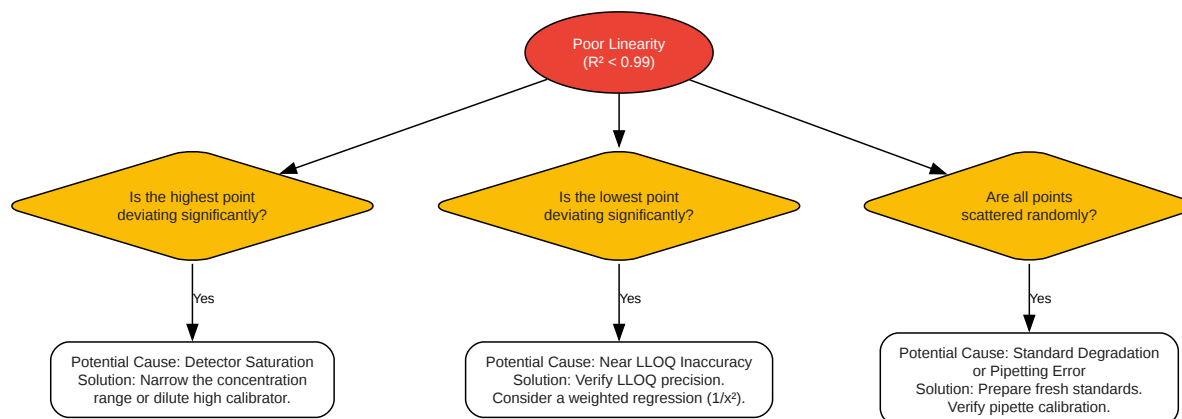 Poor Linearity
(R² < 0.99)
Is the highest point
deviating significantly?
Is the lowest point
deviating significantly?
Are all points
scattered randomly?
Yes
Yes
Yes
Potential Cause: Detector Saturation
Solution: Narrow the concentration
range or dilute high calibrator.
Potential Cause: Near LLOQ Inaccuracy
Solution: Verify LLOQ precision.
Consider a weighted regression (1/x²).
Potential Cause: Standard Degradation
or Pipetting Error
Solution: Prepare fresh standards.
Verify pipette calibration.